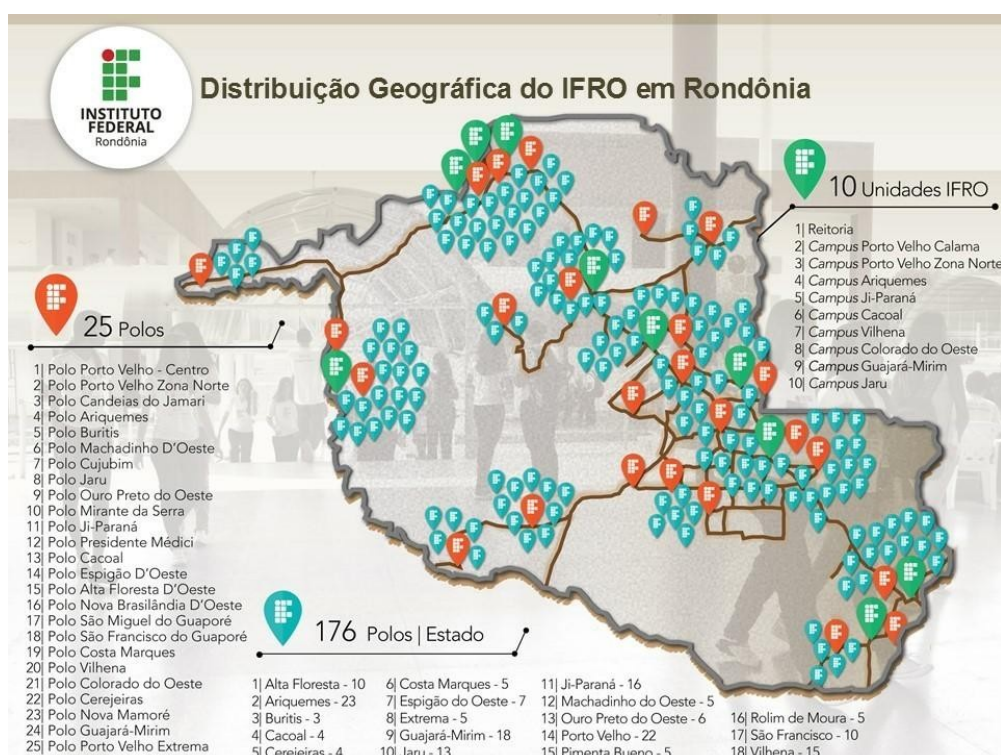 INSTITUTO
FEDERAL
Rondônia
Distribuição Geográfica do IFRO em Rondônia
10 Unidades IFRO
1| Reitoria
2| Campus Porto Velho Calama
3| Campus Porto Velho Zona Norte
4| Campus Ariquemes
5| Campus Ji-Paraná
6| Campus Cacoal
7| Campus Vilhena
8| Campus Colorado do Oeste
9| Campus Guajará-Mirim
10| Campus Jaru
25 Polos
1| Polo Porto Velho - Centro
2| Polo Porto Velho Zona Norte
3| Polo Candeias do Jamari
4| Polo Ariquemes
5| Polo Buritis
6| Polo Machadinho D'Oeste
7| Polo Cujubim
8| Polo Jaru
9| Polo Ouro Preto do Oeste
10| Polo Mirante da Serra
11| Polo Ji-Paraná
12| Polo Presidente Médici
13| Polo Cacoal
14| Polo Espigão D'Oeste
15| Polo Alta Floresta D'Oeste
16| Polo Nova Brasilândia D'Oeste
17| Polo São Miguel do Guaporé
18| Polo São Francisco do Guaporé
19| Polo Costa Marques
20| Polo Vilhena
21| Polo Colorado do Oeste
22| Polo Cerejeiras
23| Polo Nova Mamoré
24| Polo Guajará-Mirim
25| Polo Porto Velho Extrema
176 Polos | Estado
1| Alta Floresta - 10
2| Ariquemes - 23
3| Buritis - 3
4| Cacoal - 4
5| Cerejeiras - 4
6| Costa Marques - 5
7| Espigão do Oeste - 7
8| Extrema - 5
9| Guajará-Mirim - 18
10| Jaru - 13
11| Ji-Paraná - 16
12| Machadinho do Oeste - 5
13| Ouro Preto do Oeste - 6
14| Porto Velho - 22
15| Pimenta Bueno - 5
16| Rolim de Moura - 5
17| São Francisco - 10
18| Vilhena - 15